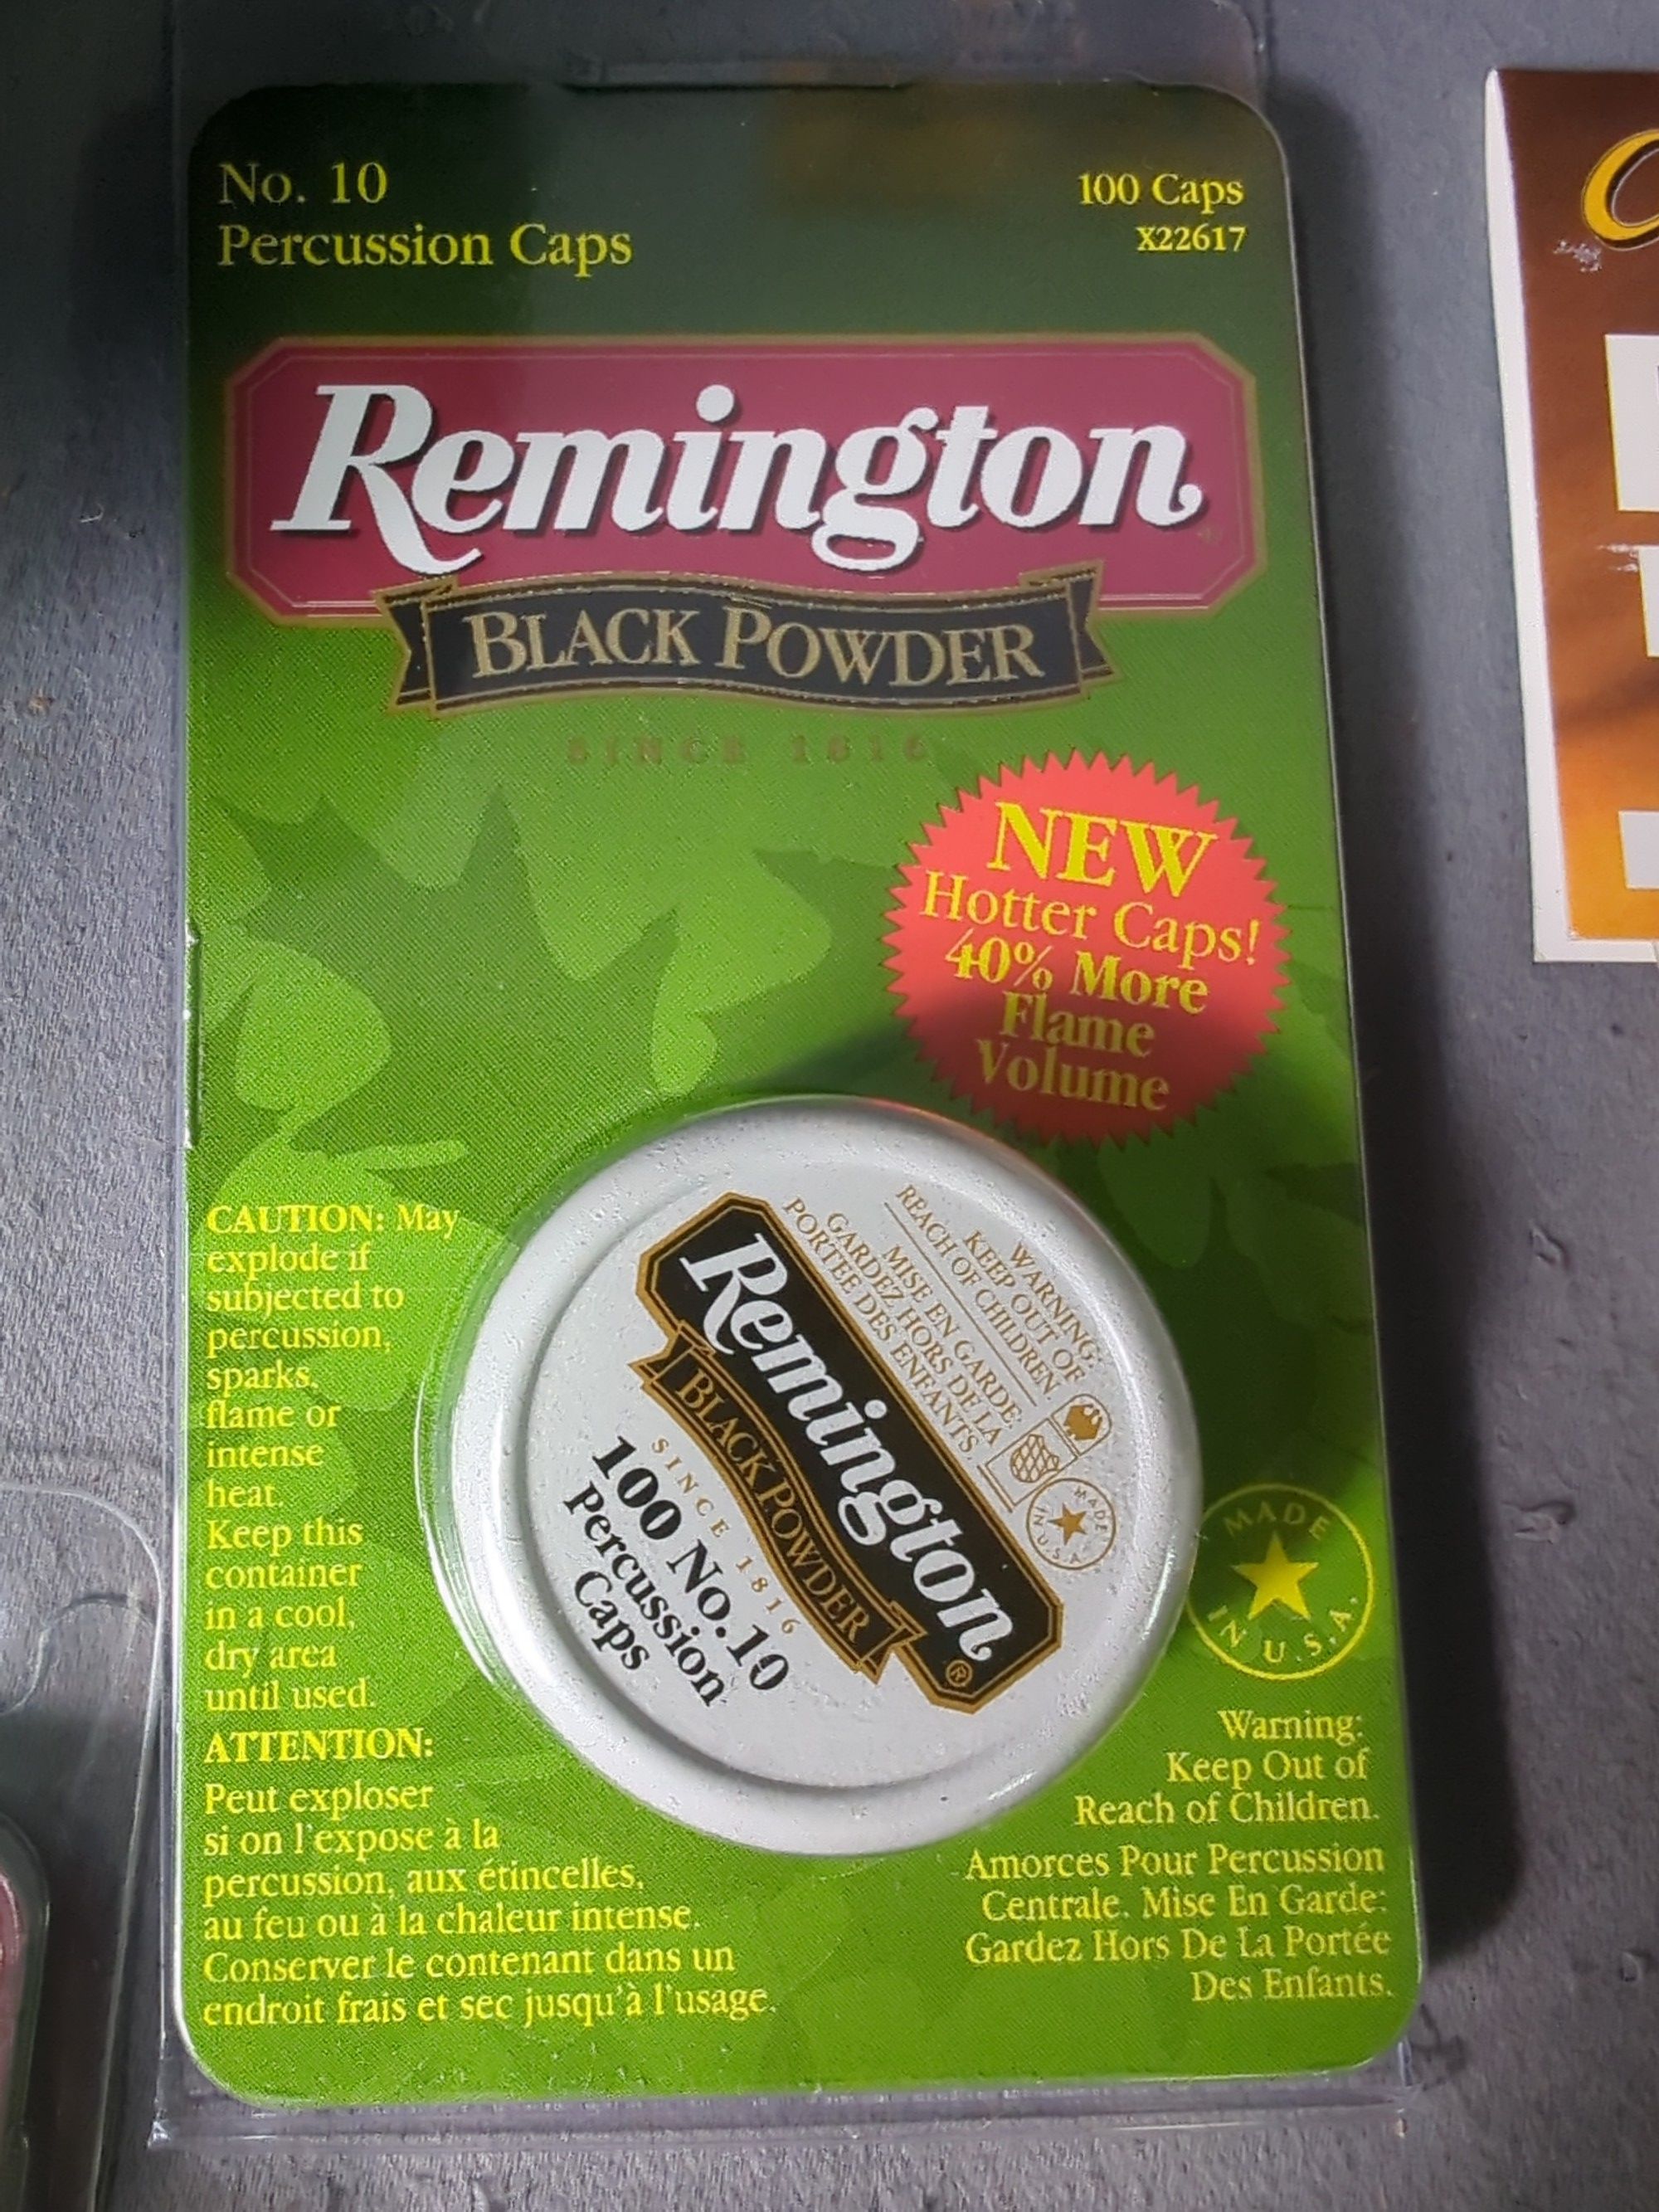 No. 10
Percussion Caps
100 Caps
X22617
Remington
BLACK POWDER
SINCE 1816
NEW
Hotter Caps!
40% More
Flame
Volume
CAUTION: May
explode if
subjected to
percussion,
sparks,
flame or
intense
heat.
Keep this
container
in a cool,
dry area
until used.
ATTENTION:
Peut exploser
si on l'expose à la
percussion, aux étincelles,
au feu ou à la chaleur intense.
Conserver le contenant dans un
endroit frais et sec jusqu'à l'usage.
WARNING:
KEEP OUT OF
REACH OF CHILDREN
MISE EN GARDE:
GARDEZ HORS DE LA
PORTÉE DES ENFANTS.
MADE
IN U.S.A.
Remington®
BLACK POWDER
SINCE 1816
100 No. 10
Percussion
Caps
MADE
IN U.S.A.
Warning:
Keep Out of
Reach of Children.
Amorces Pour Percussion
Centrale. Mise En Garde:
Gardez Hors De La Portée
Des Enfants.